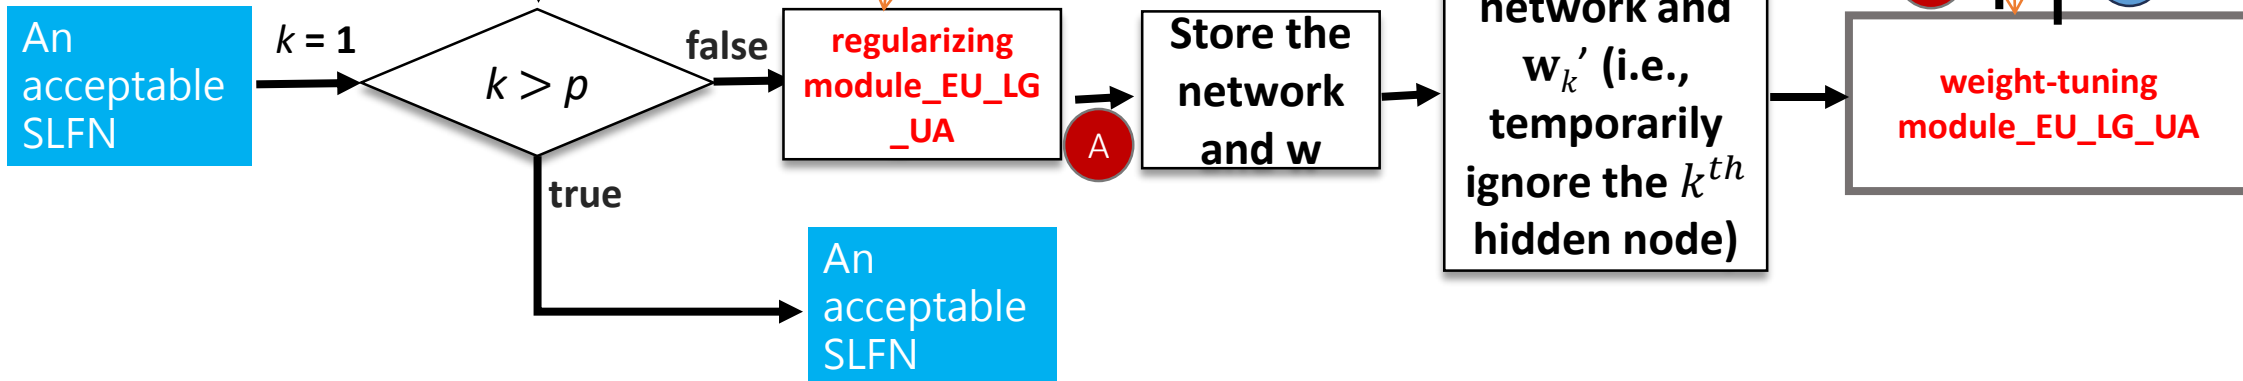 An
acceptable
SLFN
k = 1
k > p
false
true
regularizing
module_EU_LG
_UA
A
Store the
network
and w
network and
𝐰ₖ’ (i.e.,
temporarily
ignore the 𝑘ᵗʰ
hidden node)
weight-tuning
module_EU_LG_UA
An
acceptable
SLFN